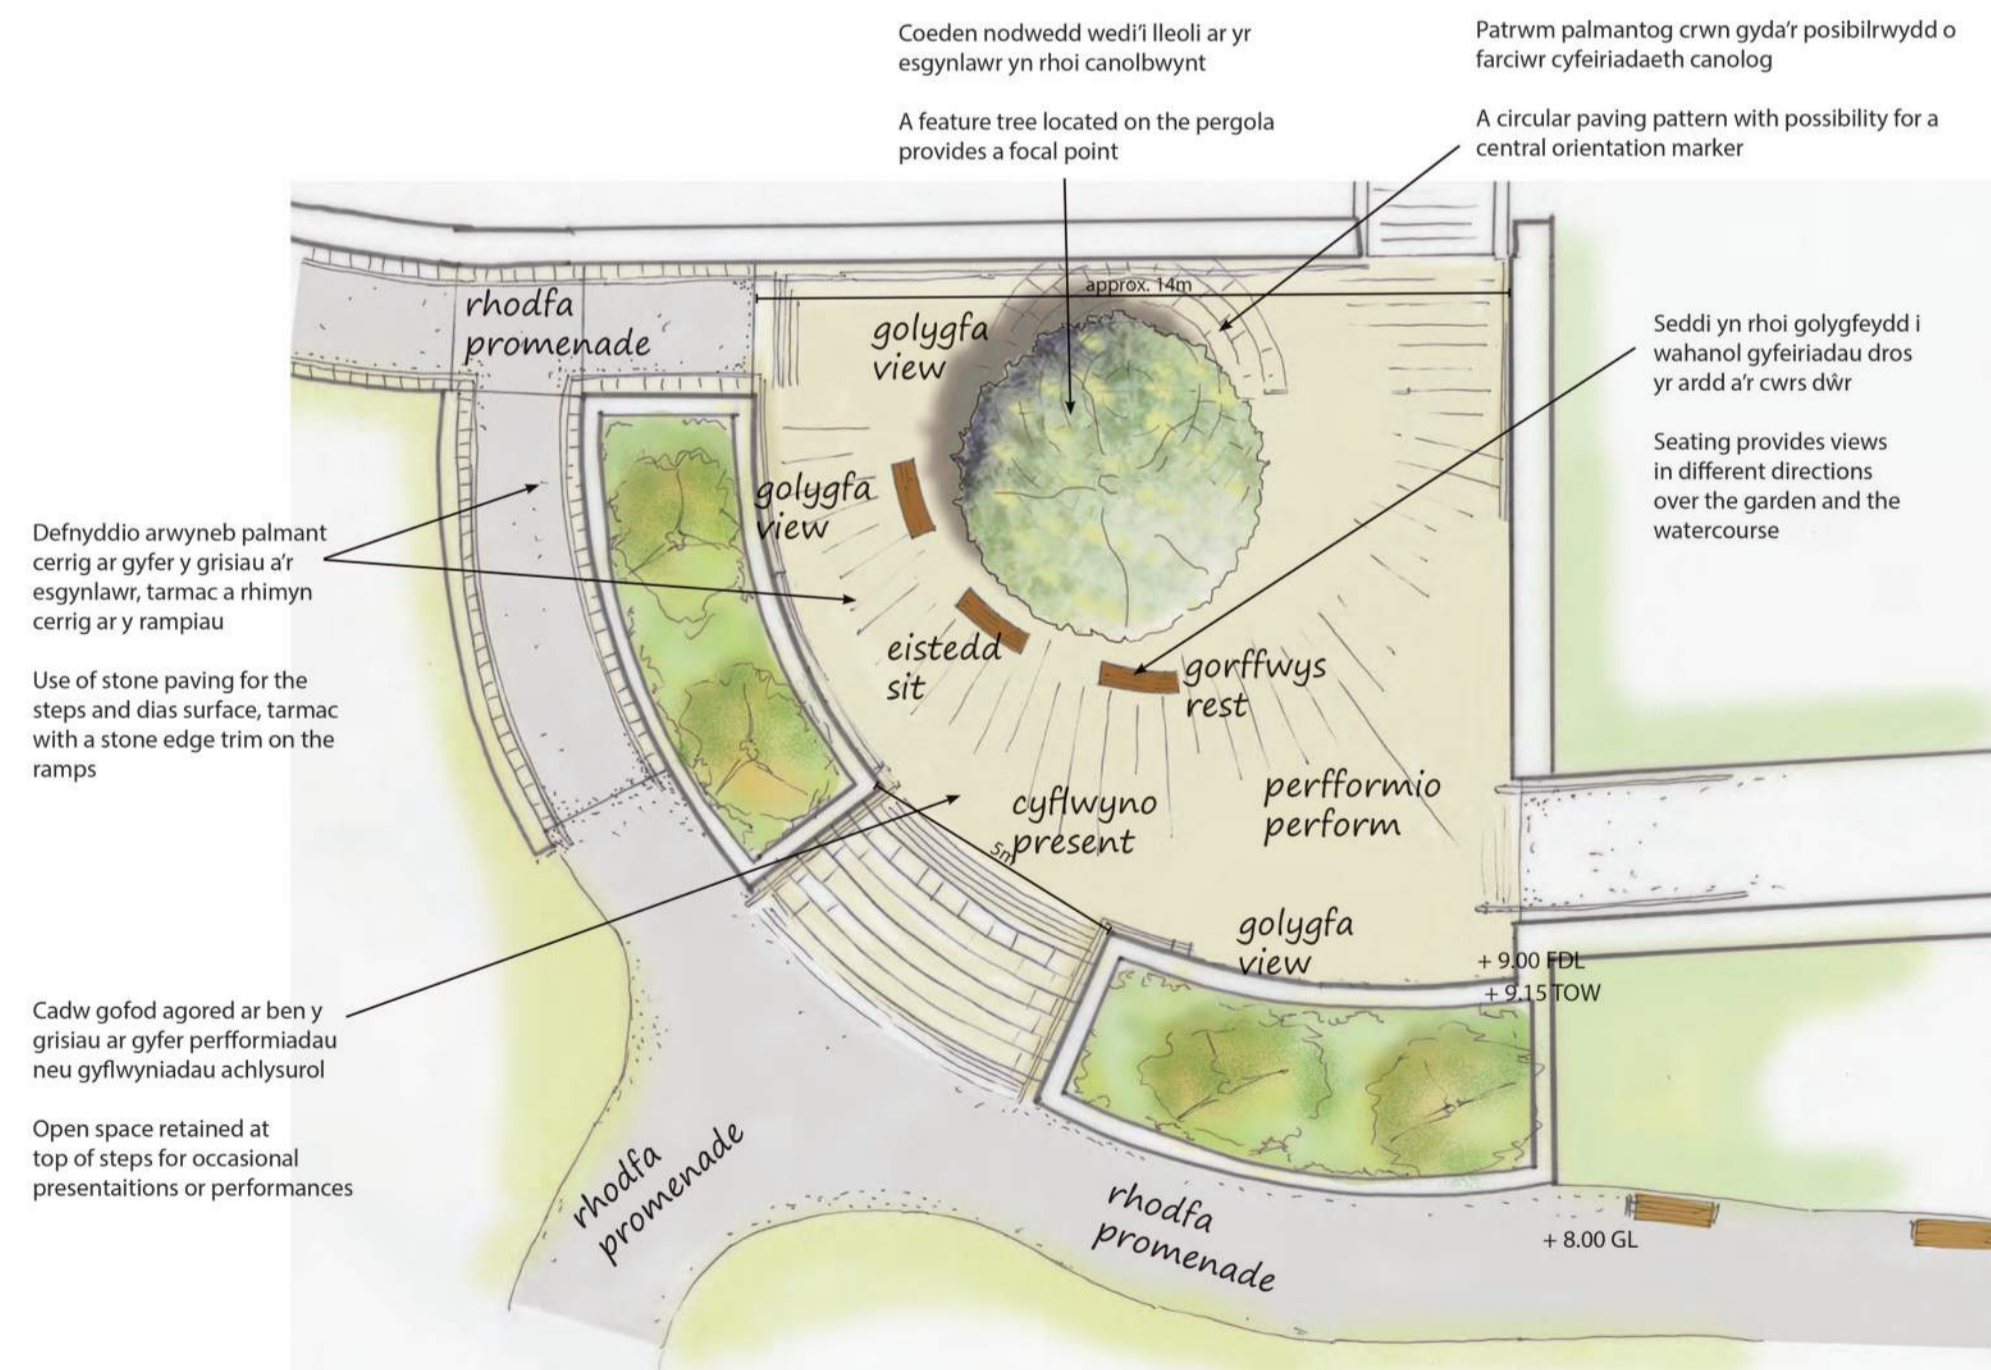 Coeden nodwedd wedi'i lleoli ar yr
esgynlawr yn rhoi canolbwynt
A feature tree located on the pergola
provides a focal point
Patrwm palmantog crwn gyda'r posibilrwydd o
farciwr cyfeiriadaeth canolog
A circular paving pattern with possibility for a
central orientation marker
approx. 14m
rhodfa
promenade
golygfa
view
Seddi yn rhoi golygfeydd i
wahanol gyfeiriadau dros
yr ardd a'r cwrs dŵr
Seating provides views
in different directions
over the garden and the
watercourse
golygfa
view
Defnyddio arwyneb palmant
cerrig ar gyfer y grisiau a'r
esgynlawr, tarmac a rhimyn
cerrig ar y rampiau
Use of stone paving for the
steps and dias surface, tarmac
with a stone edge trim on the
ramps
eistedd
sit
gorffwys
rest
cyflwyno
present
perfformio
perform
5m
golygfa
view
+ 9.00 FDL
+ 9.15 TOW
Cadw gofod agored ar ben y
grisiau ar gyfer perfformiadau
neu gyflwyniadau achlysurol
Open space retained at
top of steps for occasional
presentaitions or performances
rhodfa
promenade
rhodfa
promenade
+ 8.00 GL